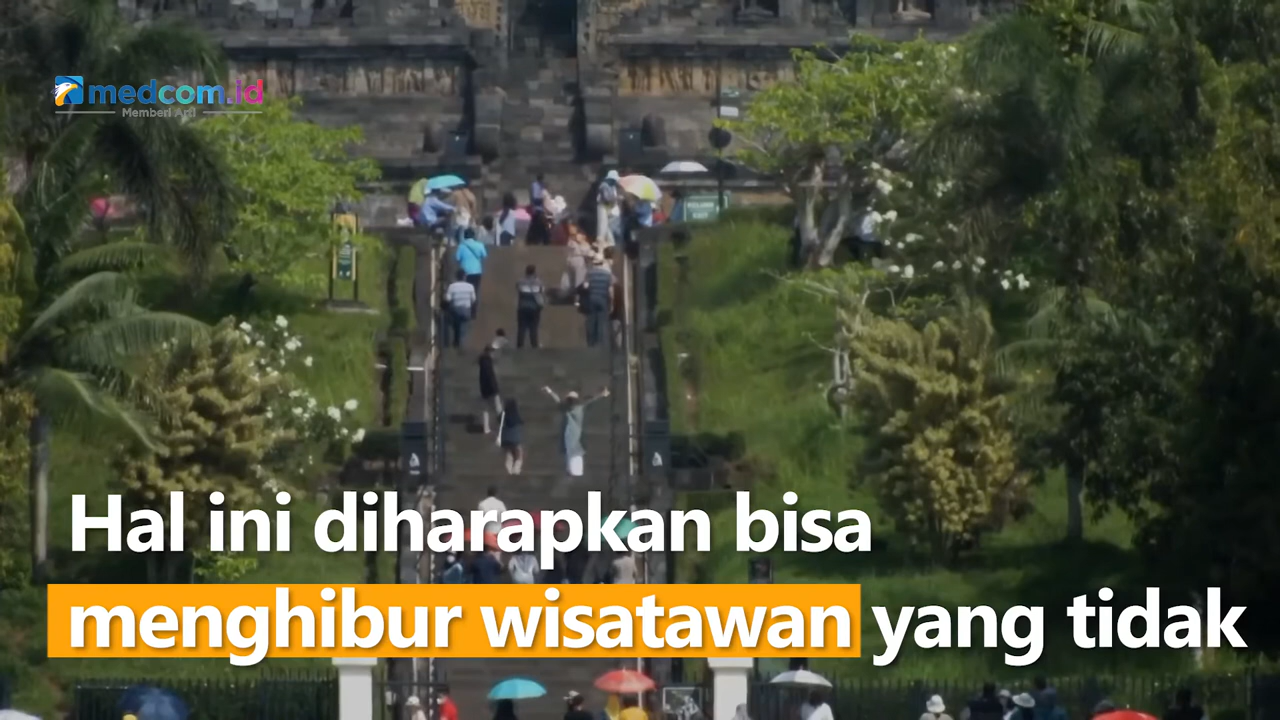 medcom.id
Memberi Arti
Hal ini diharapkan bisa
menghibur wisatawan yang tidak